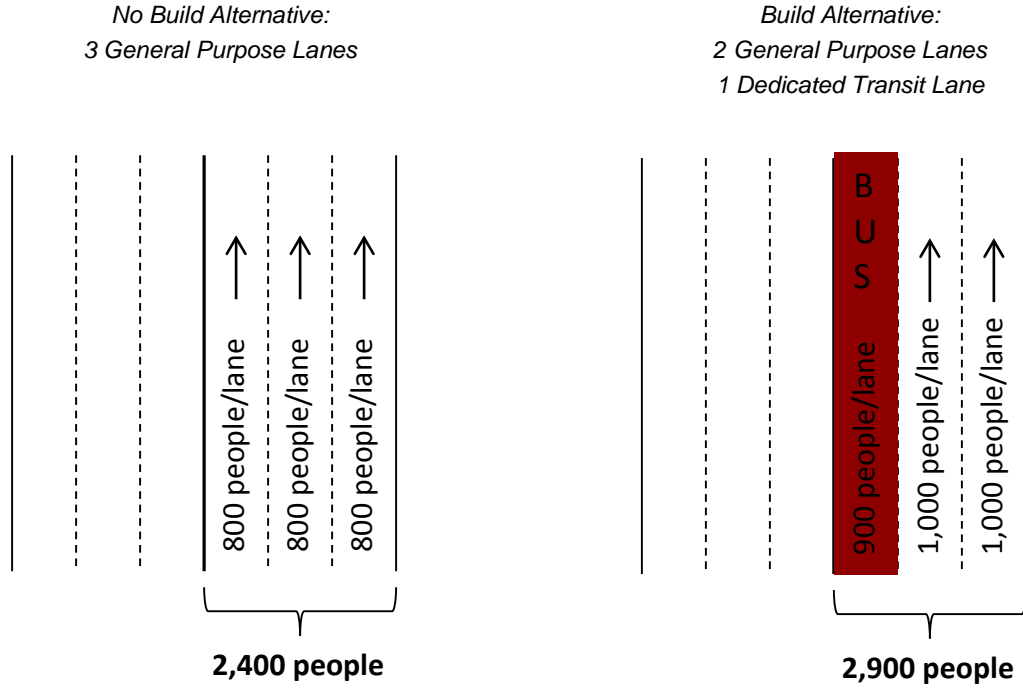 No Build Alternative:
3 General Purpose Lanes
800 people/lane
800 people/lane
800 people/lane
2,400 people
Build Alternative:
2 General Purpose Lanes
1 Dedicated Transit Lane
B
U
S
900 people/lane
1,000 people/lane
1,000 people/lane
2,900 people